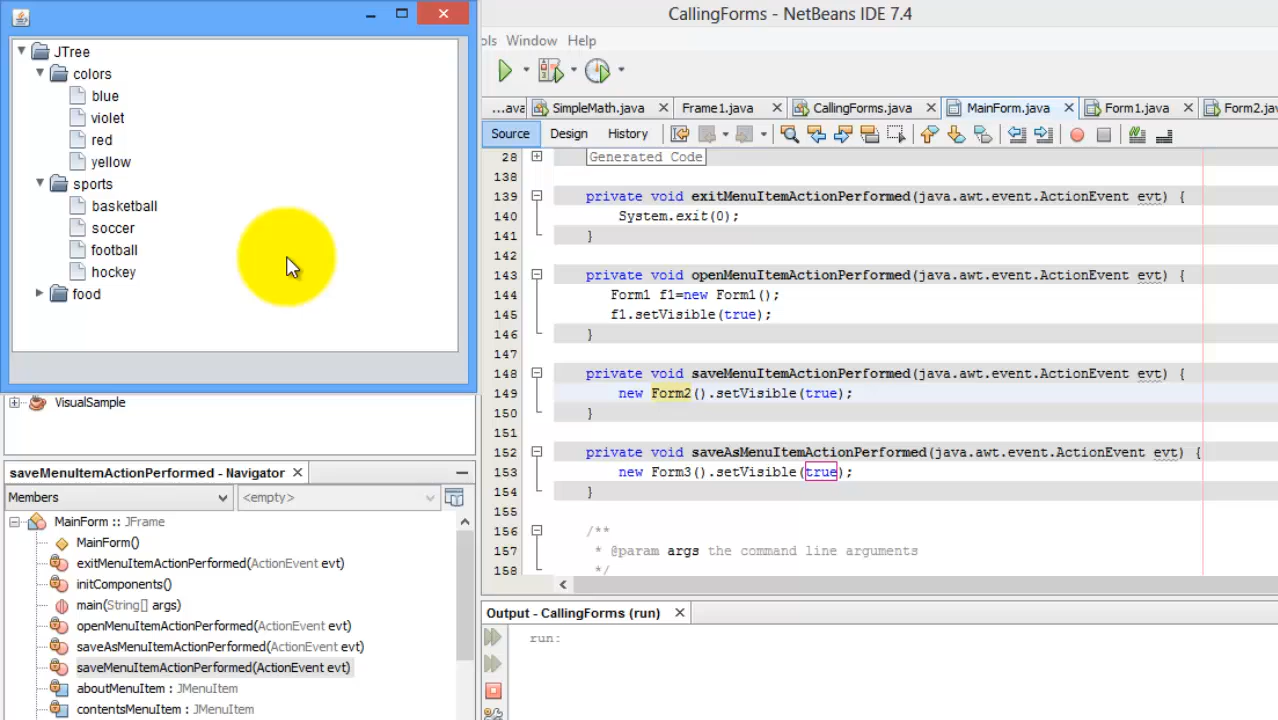 CallingForms - NetBeans IDE 7.4
ols Window Help
JTree
colors
blue
violet
red
yellow
sports
basketball
soccer
football
hockey
food
...ava SimpleMath.java Frame1.java CallingForms.java MainForm.java Form1.java Form2.java
Source Design History
28 Generated Code
138
139 private void exitMenuItemActionPerformed(java.awt.event.ActionEvent evt) {
140 System.exit(0);
141 }
142
143 private void openMenuItemActionPerformed(java.awt.event.ActionEvent evt) {
144 Form1 f1=new Form1();
145 f1.setVisible(true);
146 }
147
148 private void saveMenuItemActionPerformed(java.awt.event.ActionEvent evt) {
149 new Form2().setVisible(true);
150 }
151
152 private void saveAsMenuItemActionPerformed(java.awt.event.ActionEvent evt) {
153 new Form3().setVisible(true);
154 }
155
156 /**
157 * @param args the command line arguments
158 */
VisualSample
saveMenuItemActionPerformed - Navigator
Members <empty>
MainForm :: JFrame
MainForm()
exitMenuItemActionPerformed(ActionEvent evt)
initComponents()
main(String[] args)
openMenuItemActionPerformed(ActionEvent evt)
saveAsMenuItemActionPerformed(ActionEvent evt)
saveMenuItemActionPerformed(ActionEvent evt)
aboutMenuItem : JMenuItem
contentsMenuItem : JMenuItem
Output - CallingForms (run)
run: